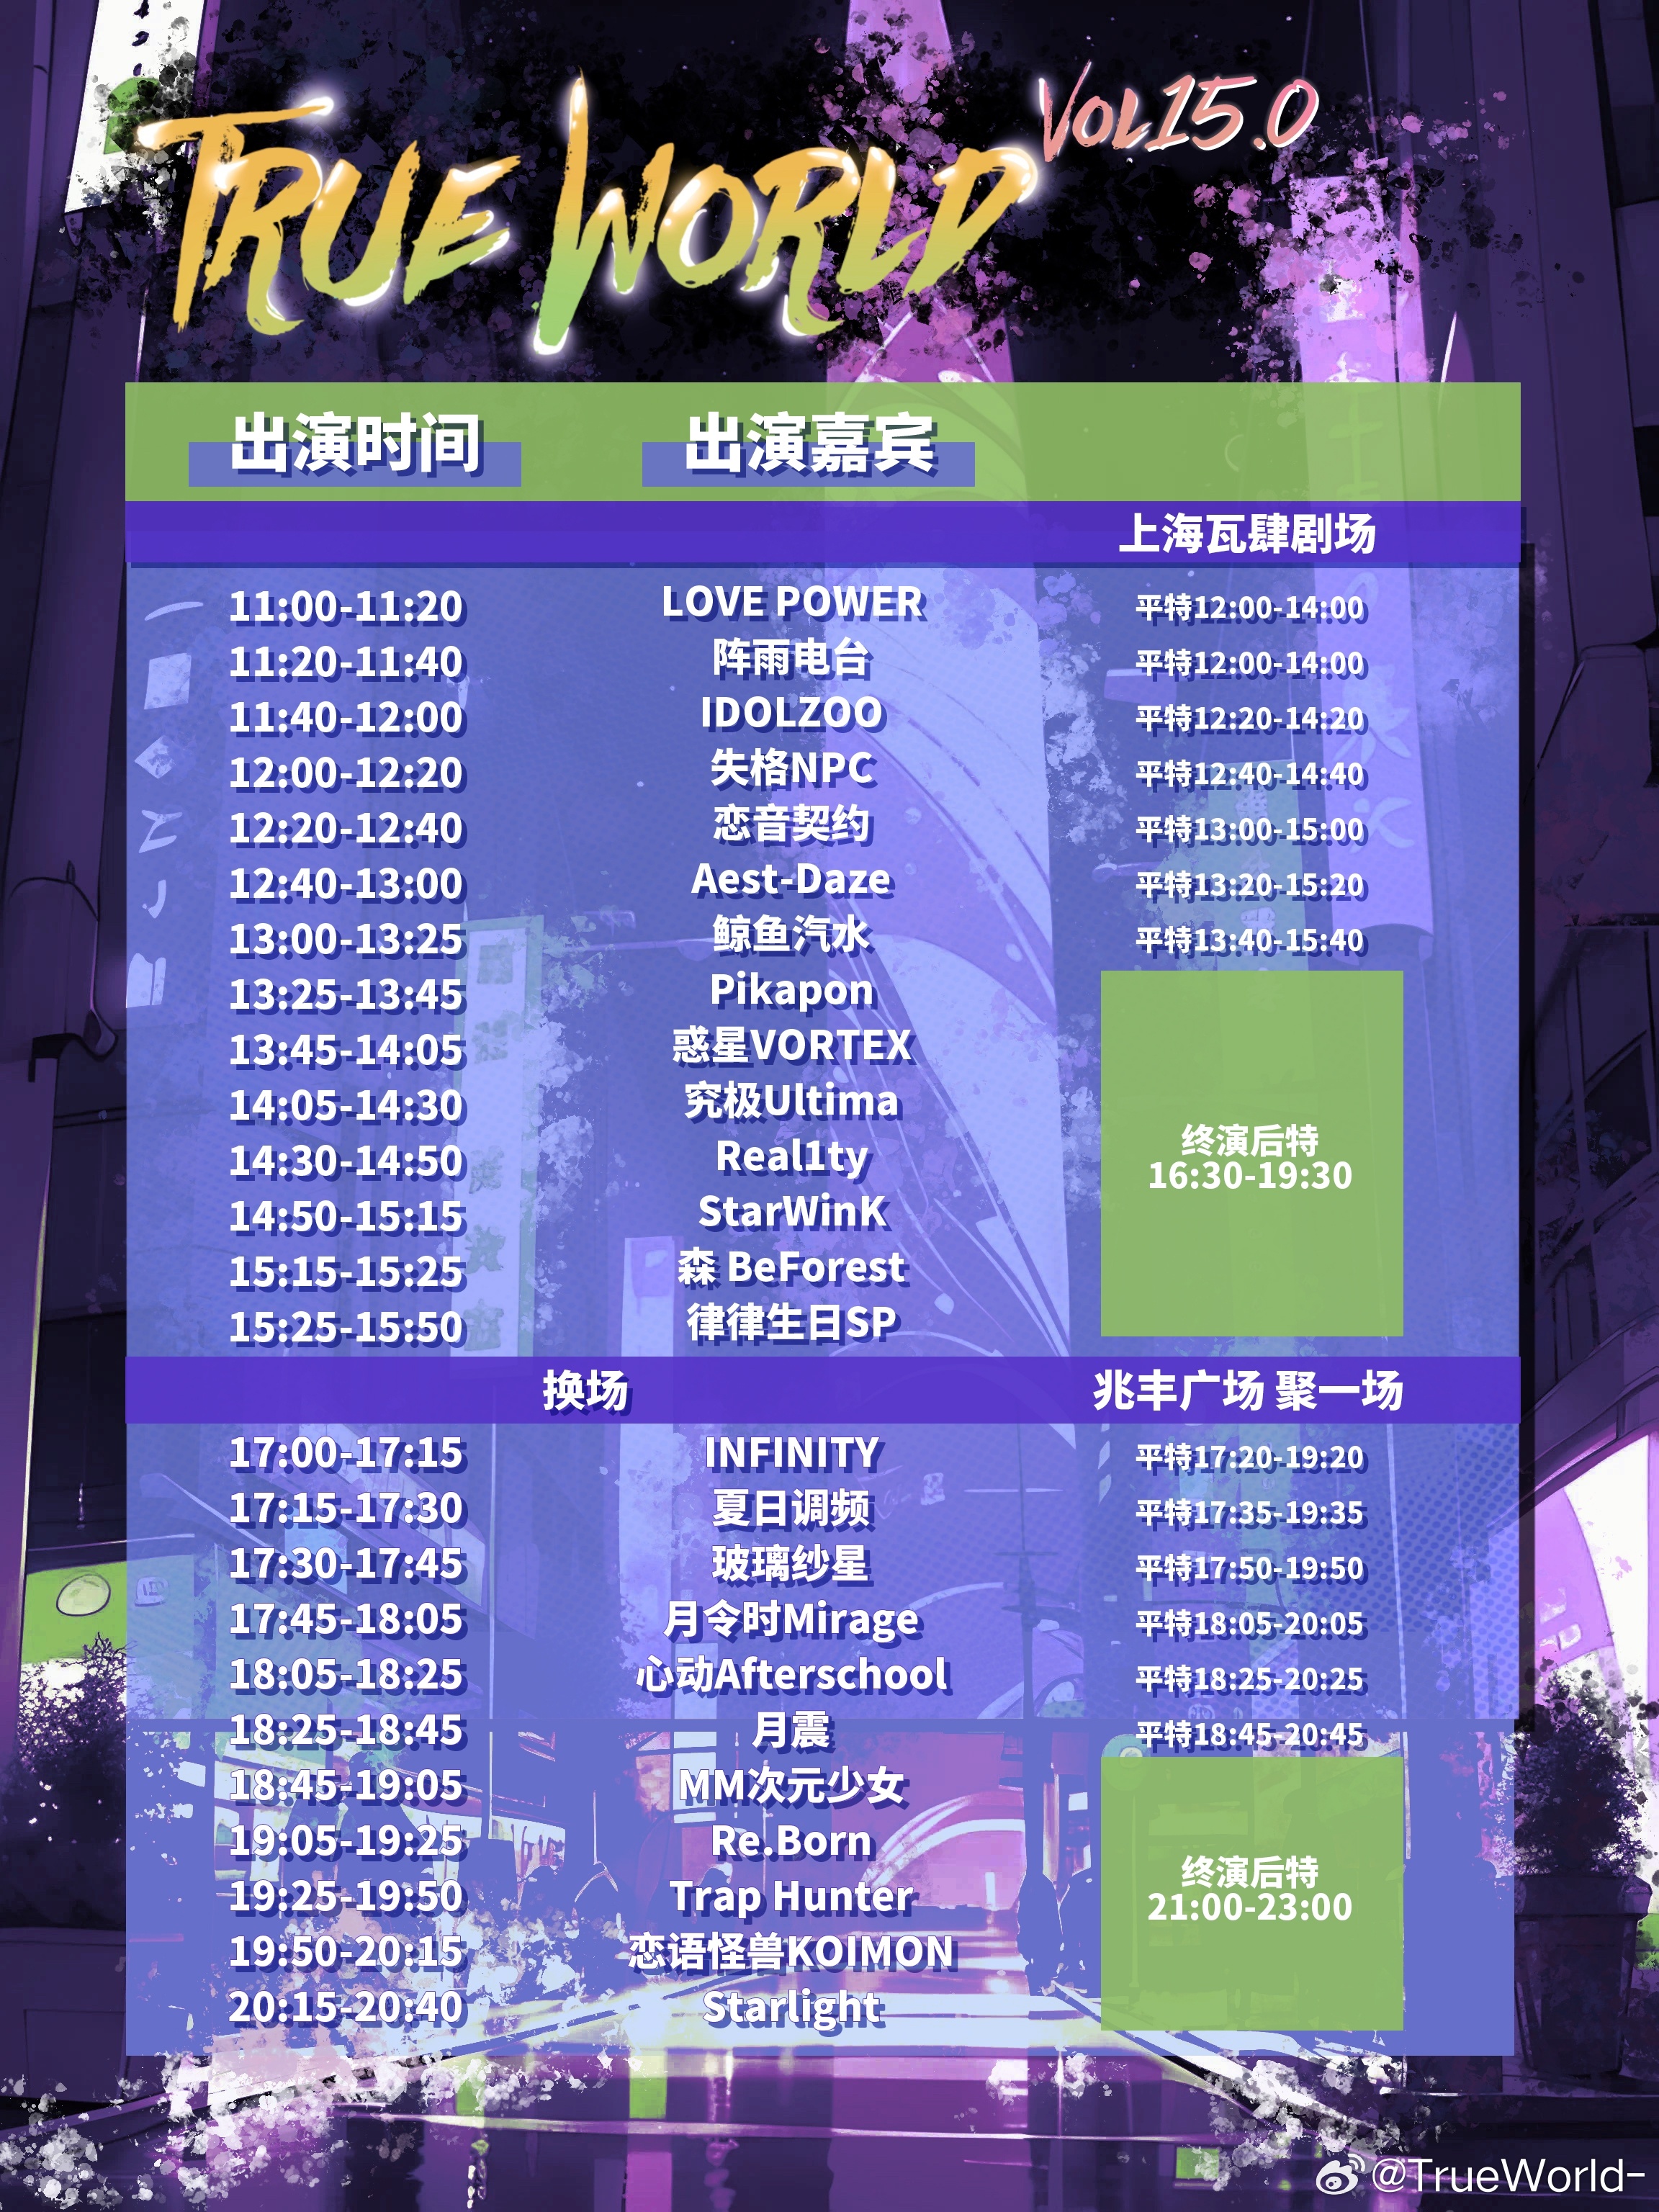 TRUE WORLD VOL15.0
出演时间 出演嘉宾
上海瓦肆剧场
11:00-11:20 LOVE POWER 平特12:00-14:00
11:20-11:40 阵雨电台 平特12:00-14:00
11:40-12:00 IDOLZOO 平特12:20-14:20
12:00-12:20 失格NPC 平特12:40-14:40
12:20-12:40 恋音契约 平特13:00-15:00
12:40-13:00 Aest-Daze 平特13:20-15:20
13:00-13:25 鲸鱼汽水 平特13:40-15:40
13:25-13:45 Pikapon
13:45-14:05 惑星VORTEX
14:05-14:30 究极Ultima
终演后特
14:30-14:50 Real1ty 16:30-19:30
14:50-15:15 StarWinK
15:15-15:25 森 BeForest
15:25-15:50 律律生日SP
换场 兆丰广场 聚一场
17:00-17:15 INFINITY 平特17:20-19:20
17:15-17:30 夏日调频 平特17:35-19:35
17:30-17:45 玻璃纱星 平特17:50-19:50
17:45-18:05 月令时Mirage 平特18:05-20:05
18:05-18:25 心动Afterschool 平特18:25-20:25
18:25-18:45 月震 平特18:45-20:45
18:45-19:05 MM次元少女
19:05-19:25 Re.Born
终演后特
19:25-19:50 Trap Hunter 21:00-23:00
19:50-20:15 恋语怪兽KOIMON
20:15-20:40 Starlight
@TrueWorld-